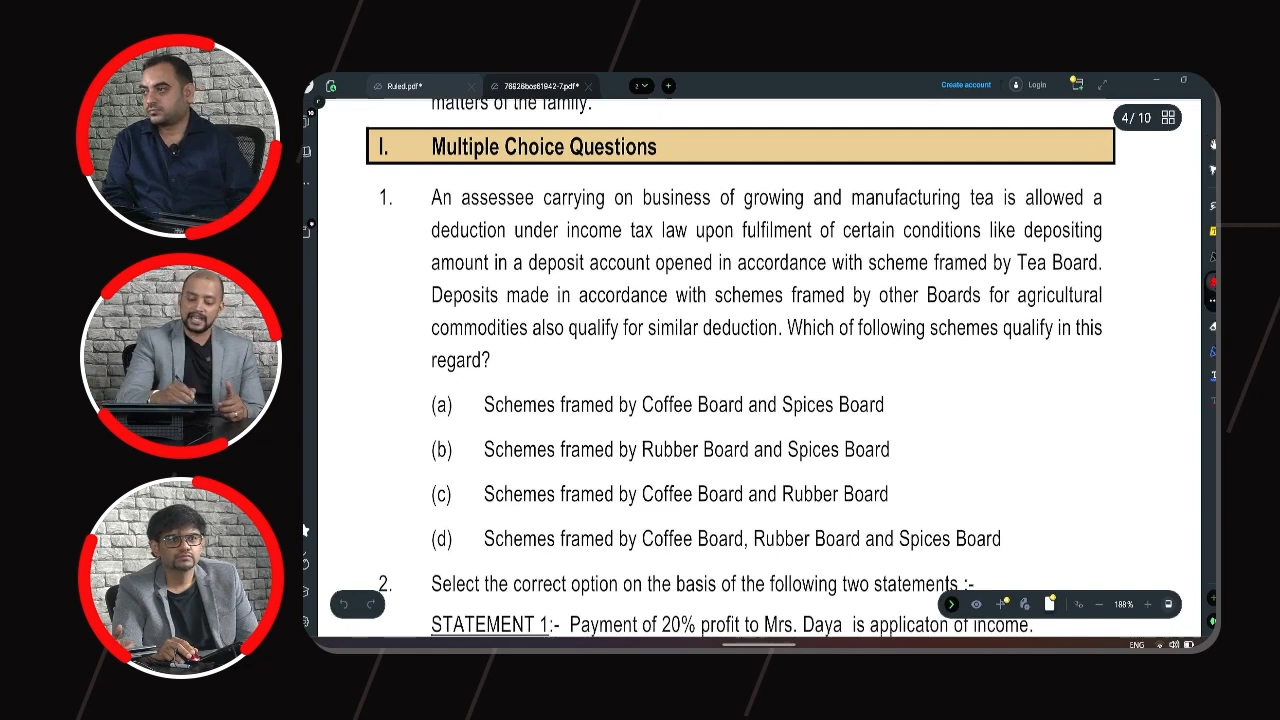 Ruled.pdf*
76926bos61942-7.pdf*
2
Create account
Login
matters of the family.
4/10
I. Multiple Choice Questions
1. An assessee carrying on business of growing and manufacturing tea is allowed a
deduction under income tax law upon fulfilment of certain conditions like depositing
amount in a deposit account opened in accordance with scheme framed by Tea Board.
Deposits made in accordance with schemes framed by other Boards for agricultural
commodities also qualify for similar deduction. Which of following schemes qualify in this
regard?
(a) Schemes framed by Coffee Board and Spices Board
(b) Schemes framed by Rubber Board and Spices Board
(c) Schemes framed by Coffee Board and Rubber Board
(d) Schemes framed by Coffee Board, Rubber Board and Spices Board
2. Select the correct option on the basis of the following two statements :-
188%
STATEMENT 1:- Payment of 20% profit to Mrs. Daya is applicaton of income.
ENG